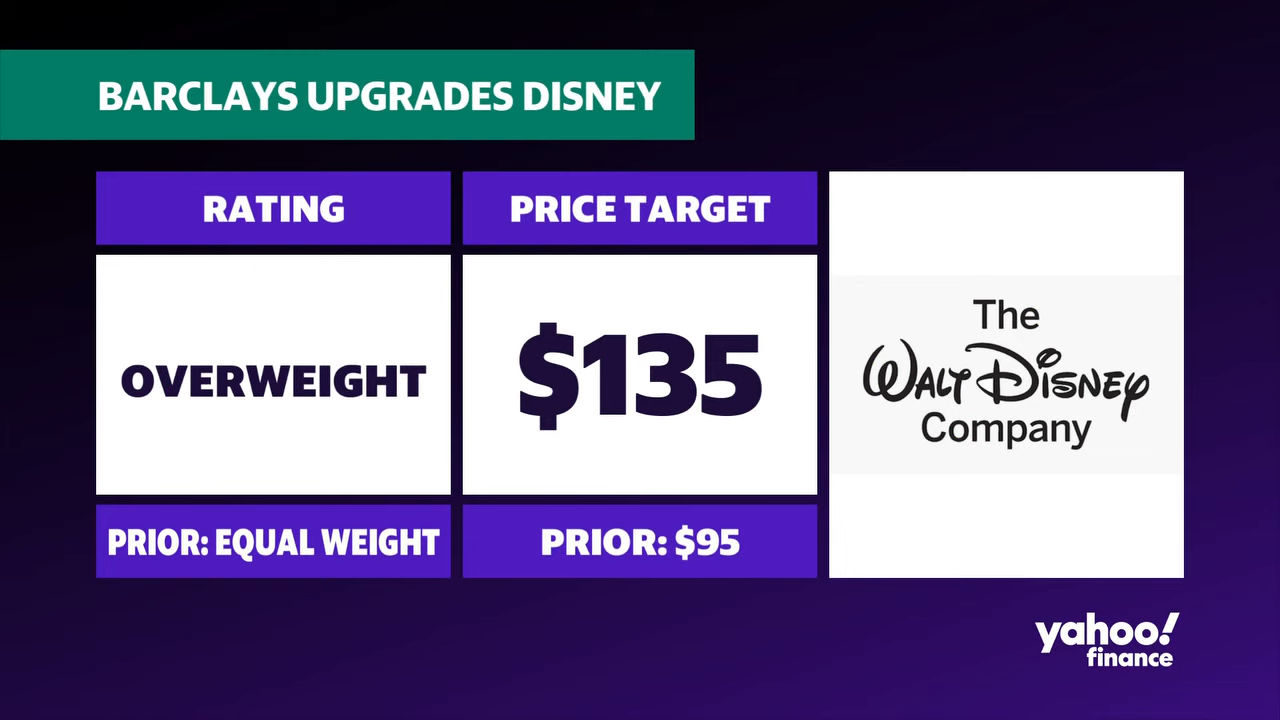 BARCLAYS UPGRADES DISNEY
RATING
OVERWEIGHT
PRIOR: EQUAL WEIGHT
PRICE TARGET
$135
PRIOR: $95
The
WALT DISNEY
Company
yahoo!
finance